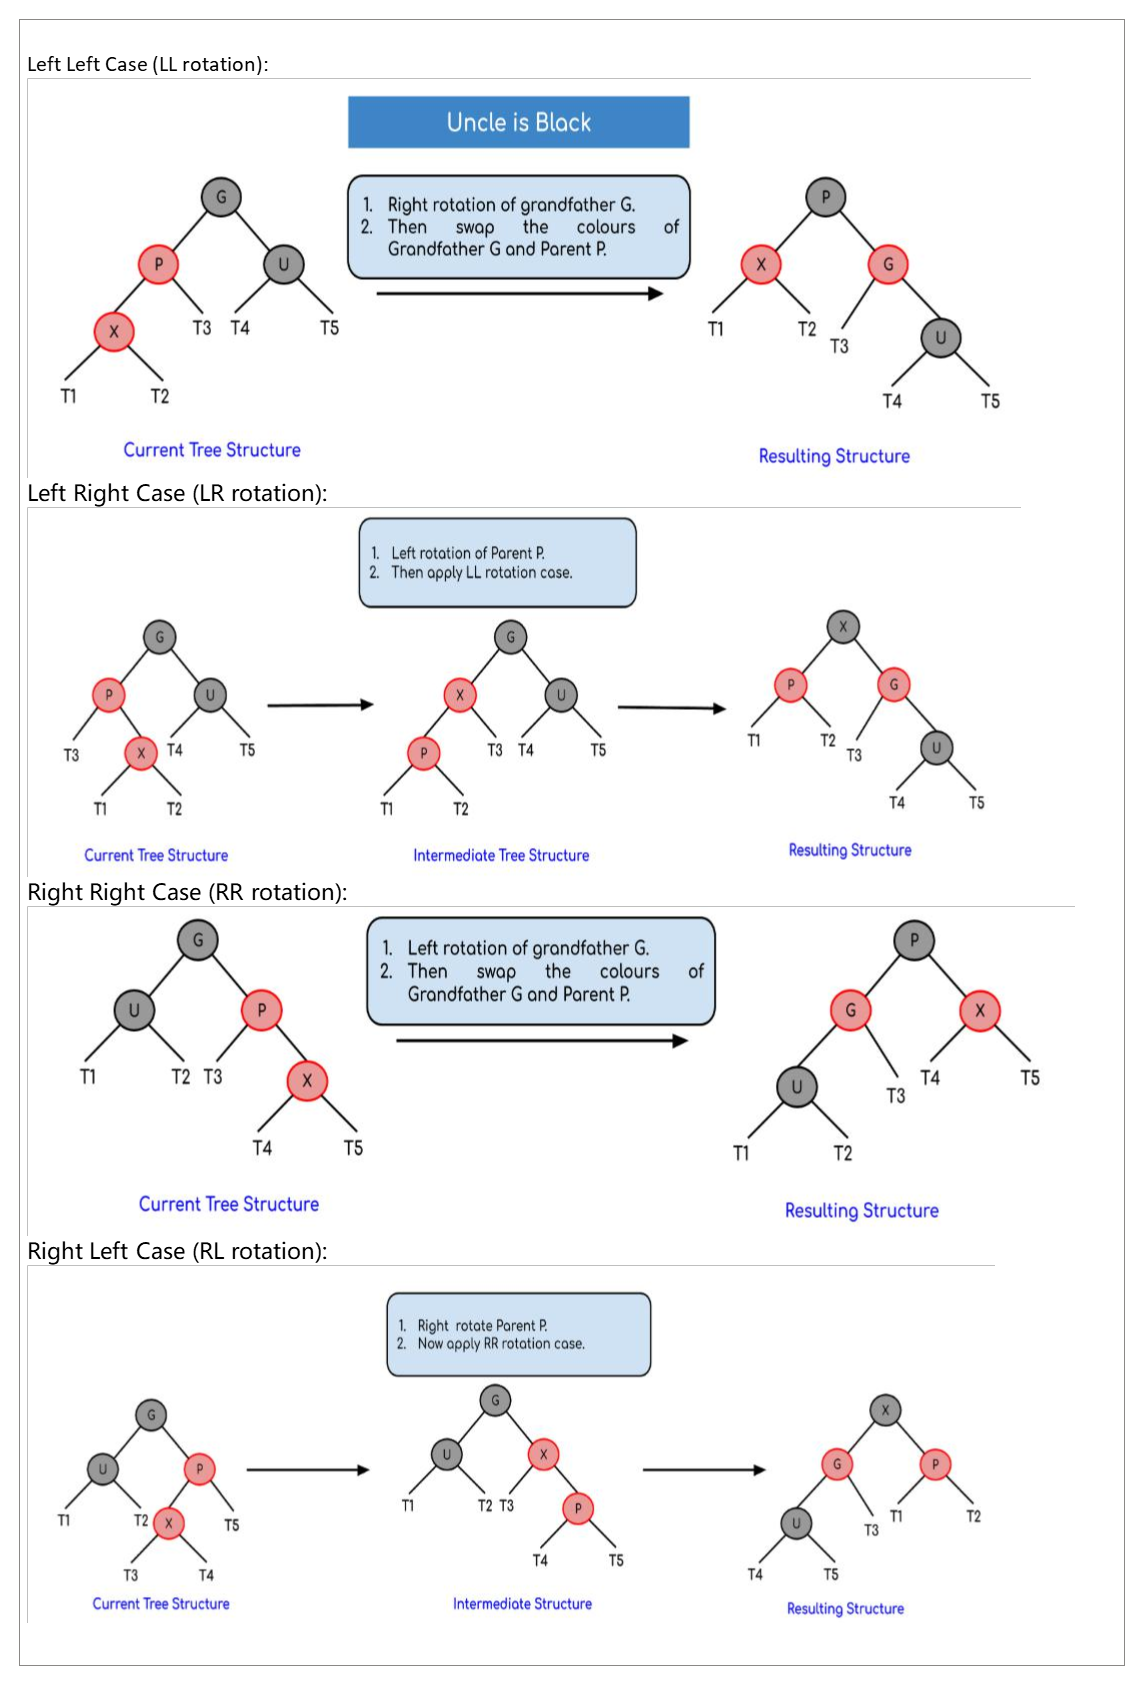 Left Left Case (LL rotation):
Uncle is Black
1. Right rotation of grandfather G.
2. Then swap the colours of
Grandfather G and Parent P.
G
P
U
X
T3
T4
T5
T1
T2
Current Tree Structure
P
X
G
T1
T2
T3
U
T4
T5
Resulting Structure
Left Right Case (LR rotation):
1. Left rotation of Parent P.
2. Then apply LL rotation case.
G
P
U
T3
X
T4
T5
T1
T2
Current Tree Structure
G
X
U
P
T3
T4
T5
T1
T2
Intermediate Tree Structure
X
P
G
T1
T2
T3
U
T4
T5
Resulting Structure
Right Right Case (RR rotation):
1. Left rotation of grandfather G.
2. Then swap the colours of
Grandfather G and Parent P.
G
U
P
T1
T2
T3
X
T4
T5
Current Tree Structure
P
G
X
U
T3
T4
T5
T1
T2
Resulting Structure
Right Left Case (RL rotation):
1. Right rotate Parent P.
2. Now apply RR rotation case.
G
U
P
T1
T2
X
T5
T3
T4
Current Tree Structure
G
U
X
T1
T2
T3
P
T4
T5
Intermediate Structure
X
G
P
U
T3
T1
T2
T4
T5
Resulting Structure